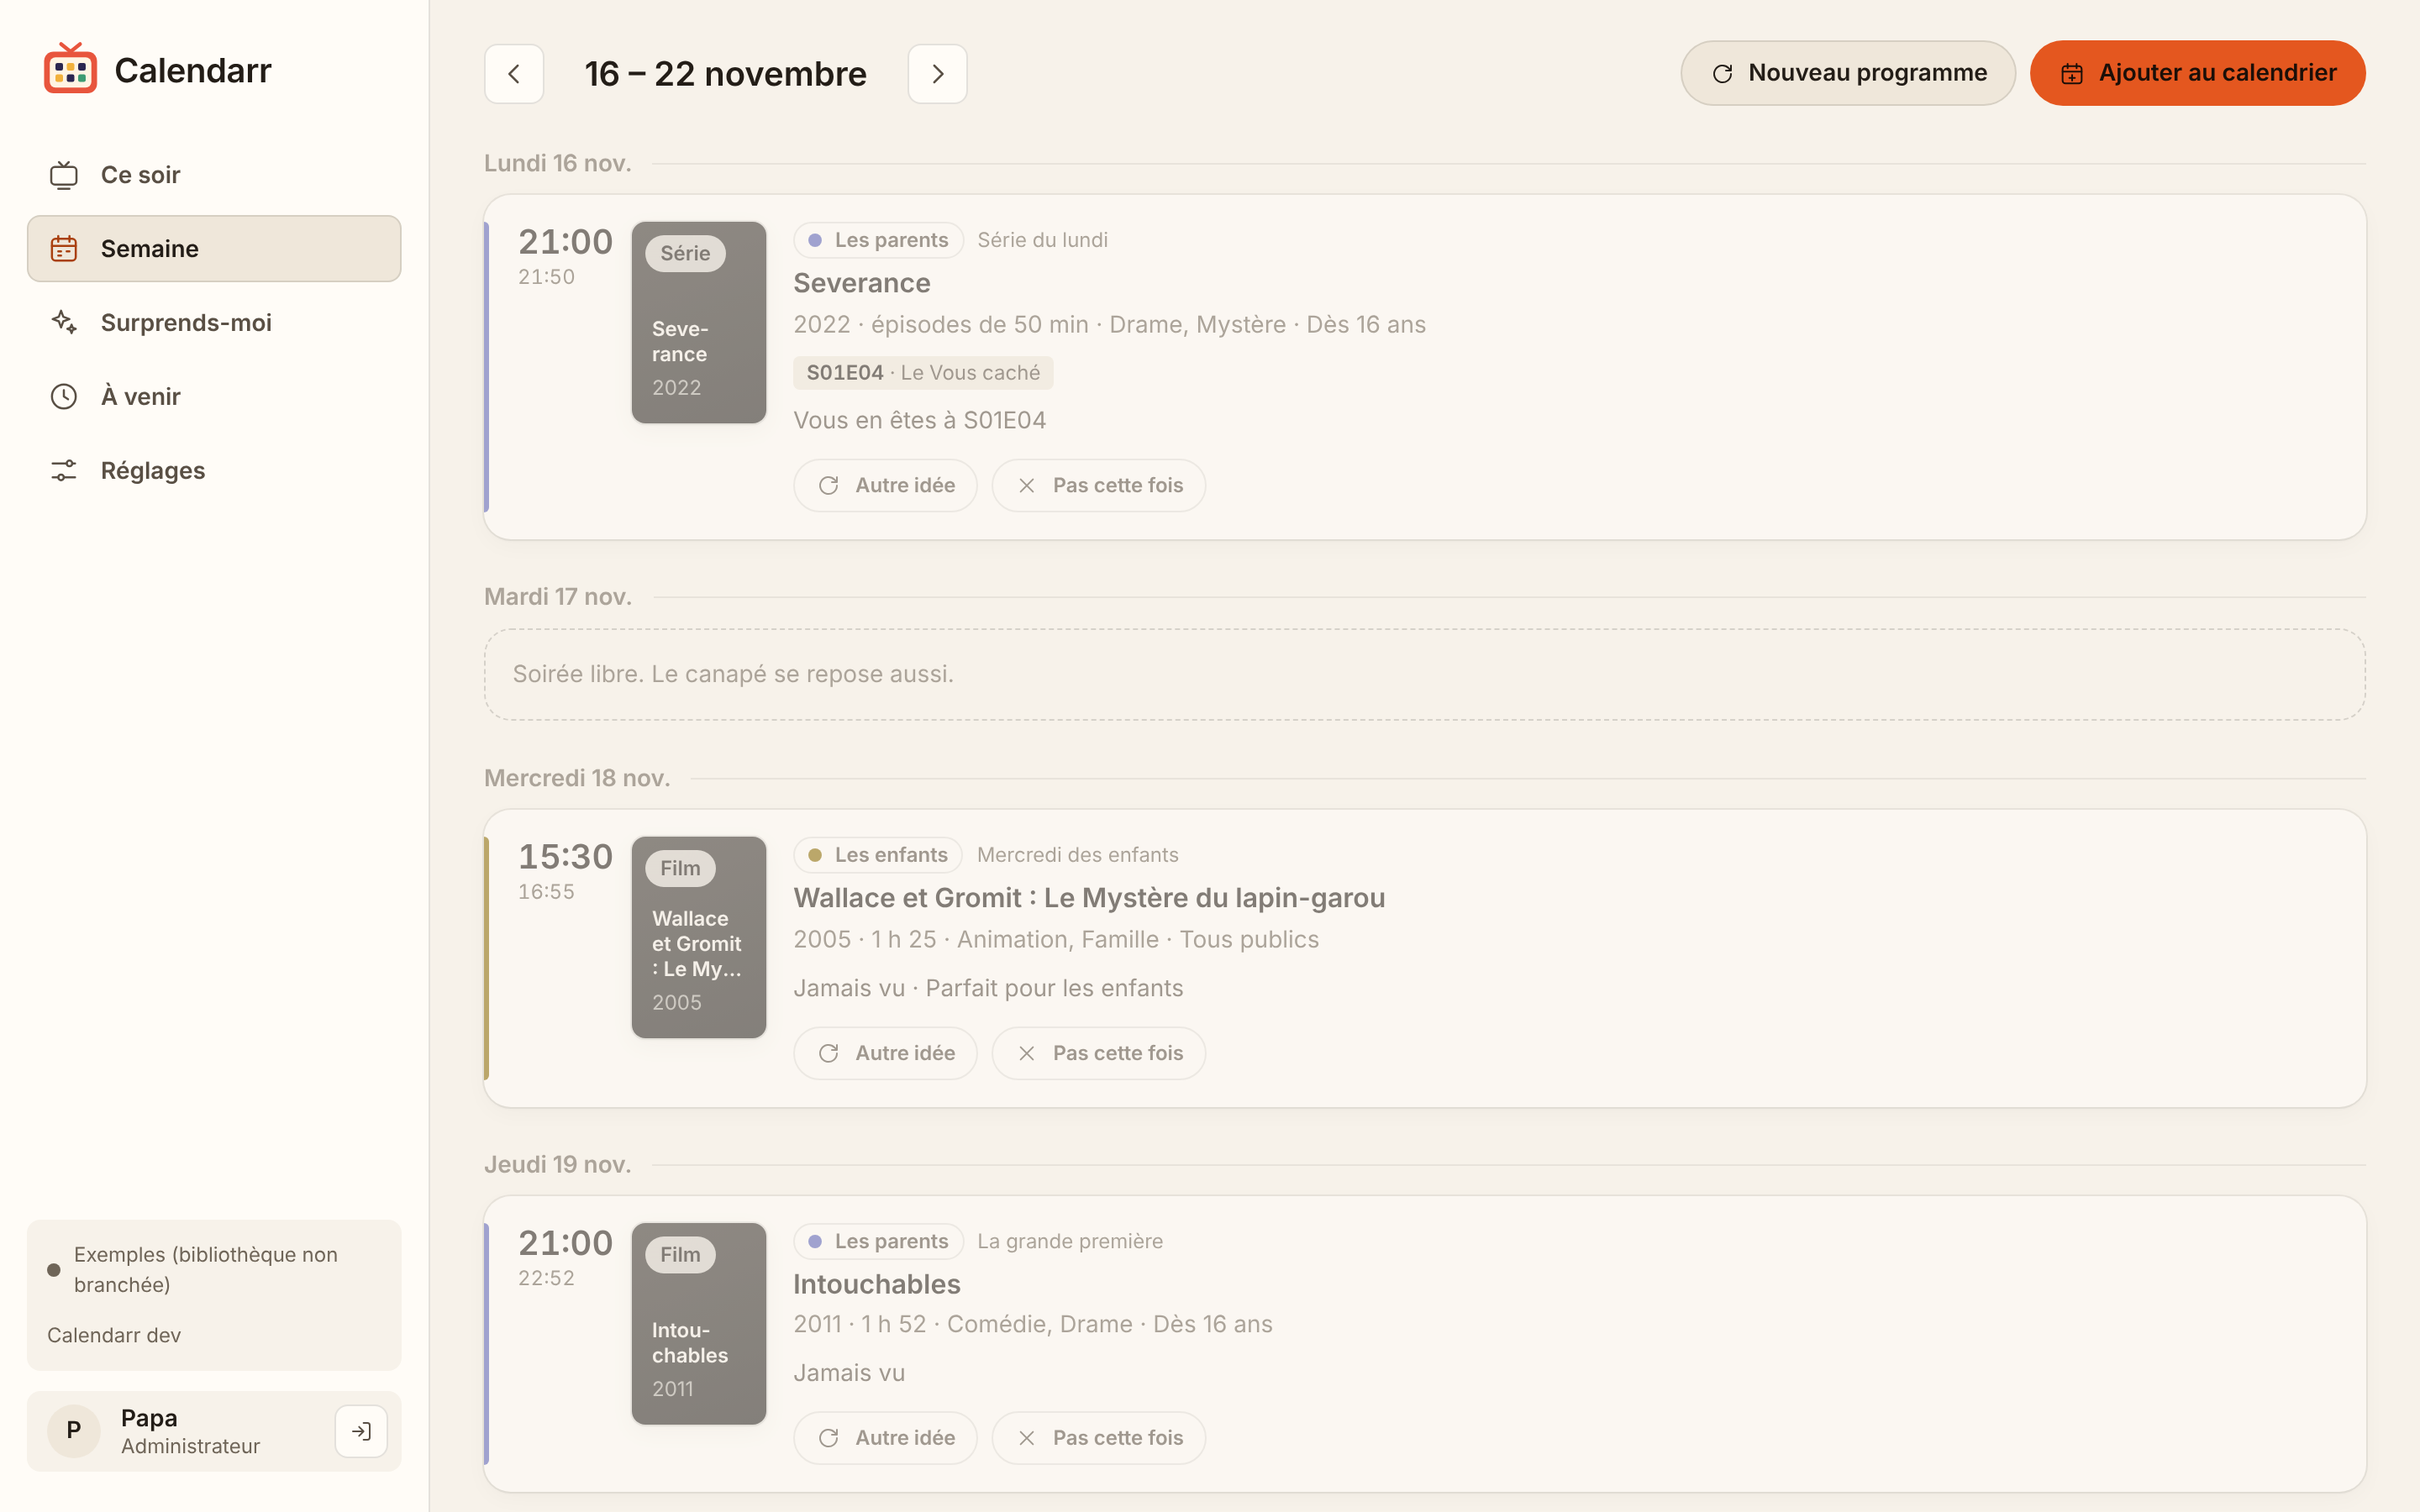 Calendarr
Ce soir
Semaine
Surprends-moi
À venir
Réglages
Exemples (bibliothèque non
branchée)
Calendarr dev
P
Papa
Administrateur
16 – 22 novembre
Nouveau programme
Ajouter au calendrier
Lundi 16 nov.
21:00
21:50
Série
Seve-
rance
2022
Les parents
Série du lundi
Severance
2022 · épisodes de 50 min · Drame, Mystère · Dès 16 ans
S01E04 · Le Vous caché
Vous en êtes à S01E04
Autre idée
Pas cette fois
Mardi 17 nov.
Soirée libre. Le canapé se repose aussi.
Mercredi 18 nov.
15:30
16:55
Film
Wallace
et Gromit
: Le My...
2005
Les enfants
Mercredi des enfants
Wallace et Gromit : Le Mystère du lapin-garou
2005 · 1 h 25 · Animation, Famille · Tous publics
Jamais vu · Parfait pour les enfants
Autre idée
Pas cette fois
Jeudi 19 nov.
21:00
22:52
Film
Intou-
chables
2011
Les parents
La grande première
Intouchables
2011 · 1 h 52 · Comédie, Drame · Dès 16 ans
Jamais vu
Autre idée
Pas cette fois